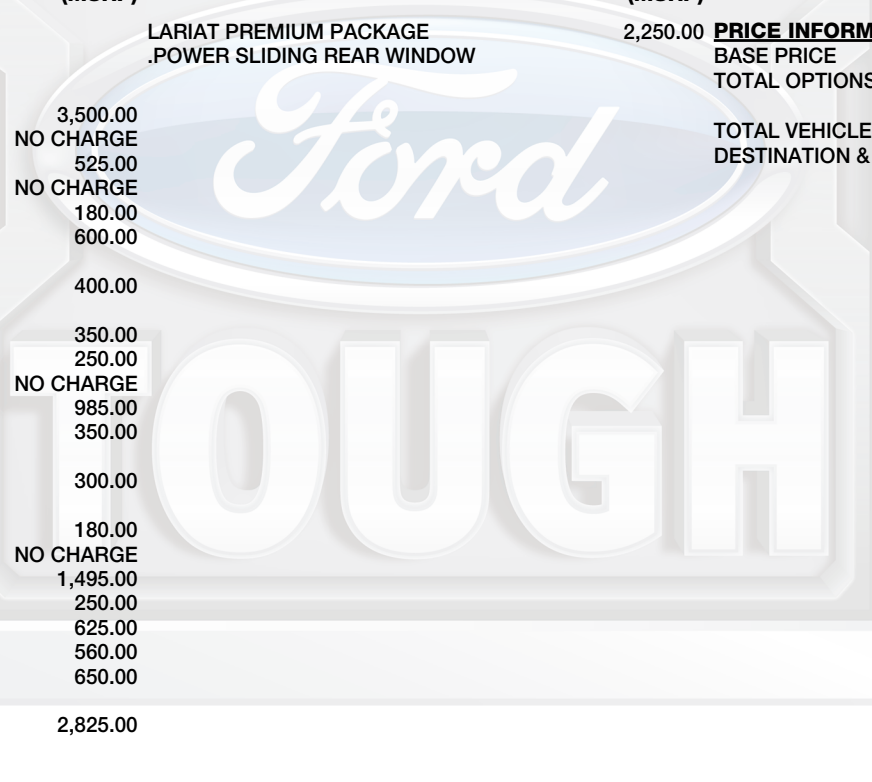 LARIAT PREMIUM PACKAGE 2,250.00 PRICE
.POWER SLIDING REAR WINDOW BASE PRICE
TOTAL OPTIONS
3,500.00
NO CHARGE TOTAL VEHICLE
525.00 DESTINATION &
NO CHARGE
180.00
600.00
400.00
350.00
250.00
NO CHARGE
985.00
350.00
300.00
180.00
NO CHARGE
1,495.00
250.00
625.00
560.00
650.00
2,825.00
Ford
TOUGH